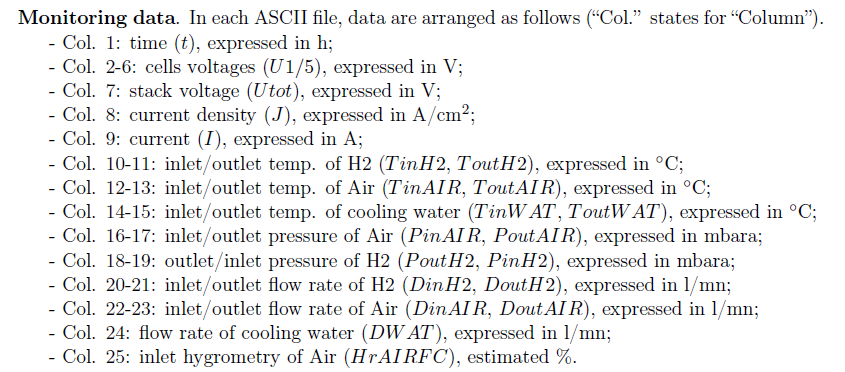 Monitoring data. In each ASCII file, data are arranged as follows (“Col.” states for “Column”).
- Col. 1: time (t), expressed in h;
- Col. 2-6: cells voltages (U1/5), expressed in V;
- Col. 7: stack voltage (Utot), expressed in V;
- Col. 8: current density (J), expressed in A/cm²;
- Col. 9: current (I), expressed in A;
- Col. 10-11: inlet/outlet temp. of H2 (TinH2, ToutH2), expressed in °C;
- Col. 12-13: inlet/outlet temp. of Air (TinAIR, ToutAIR), expressed in °C;
- Col. 14-15: inlet/outlet temp. of cooling water (TinWAT, ToutWAT), expressed in °C;
- Col. 16-17: inlet/outlet pressure of Air (PinAIR, PoutAIR), expressed in mbara;
- Col. 18-19: outlet/inlet pressure of H2 (PoutH2, PinH2), expressed in mbara;
- Col. 20-21: inlet/outlet flow rate of H2 (DinH2, DoutH2), expressed in l/mn;
- Col. 22-23: inlet/outlet flow rate of Air (DinAIR, DoutAIR), expressed in l/mn;
- Col. 24: flow rate of cooling water (DWAT), expressed in l/mn;
- Col. 25: inlet hygrometry of Air (HrAIRFC), estimated %.